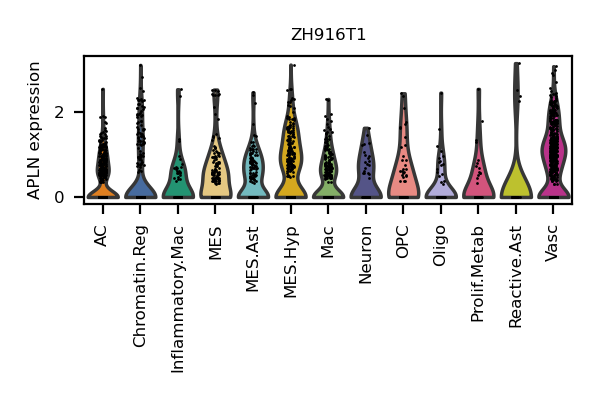 ZH916T1
APLN expression
2
0
AC
Chromatin.Reg
Inflammatory.Mac
MES
MES.Ast
MES.Hyp
Mac
Neuron
OPC
Oligo
Prolif.Metab
Reactive.Ast
Vasc